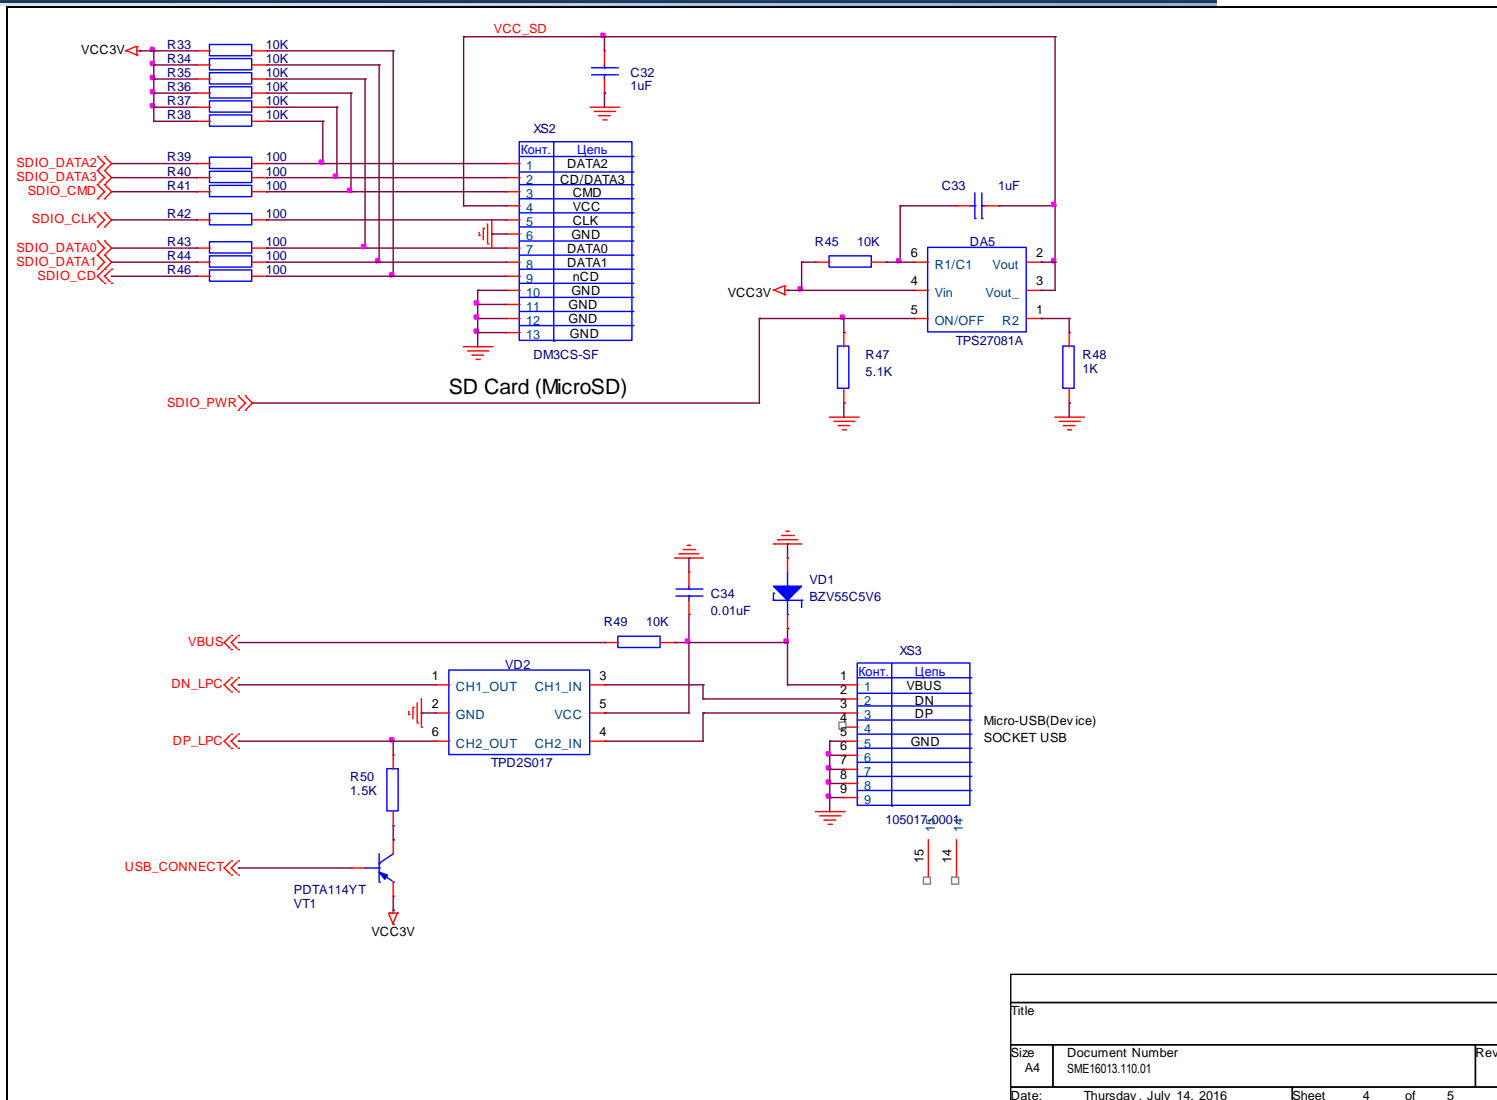 VCC_SD
VCC3V
R33 10K
R34 10K
R35 10K
R36 10K
R37 10K
R38 10K
C32
1uF
XS2
Конт. Цепь
1 DATA2
2 CD/DATA3
3 CMD
4 VCC
5 CLK
6 GND
7 DATA0
8 DATA1
9 nCD
10 GND
11 GND
12 GND
13 GND
DM3CS-SF
SDIO_DATA2 R39 100
SDIO_DATA3 R40 100
SDIO_CMD R41 100
SDIO_CLK R42 100
SDIO_DATA0 R43 100
SDIO_DATA1 R44 100
SDIO_CD R46 100
C33 1uF
R45 10K
DA5
6 R1/C1 Vout 2
4 Vin Vout_ 3
5 ON/OFF R2 1
TPS27081A
VCC3V
R47
5.1K
R48
1K
SD Card (MicroSD)
SDIO_PWR
C34
0.01uF
VD1
BZV55C5V6
R49 10K
VBUS
DN_LPC
DP_LPC
VD2
1 CH1_OUT CH1_IN 3
2 GND VCC 5
6 CH2_OUT CH2_IN 4
TPD2S017
XS3
Конт. Цепь
1 1 VBUS
2 2 DN
3 3 DP
4 4
5 5 GND
6 6
7 7
8 8
9 9
105017-0001
15 14
15 14
Micro-USB(Device)
SOCKET USB
R50
1.5K
USB_CONNECT
PDTA114YT
VT1
VCC3V
Title
Size Document Number Rev
A4 SME16013.110.01
Date: Thursday, July 14, 2016 Sheet 4 of 5